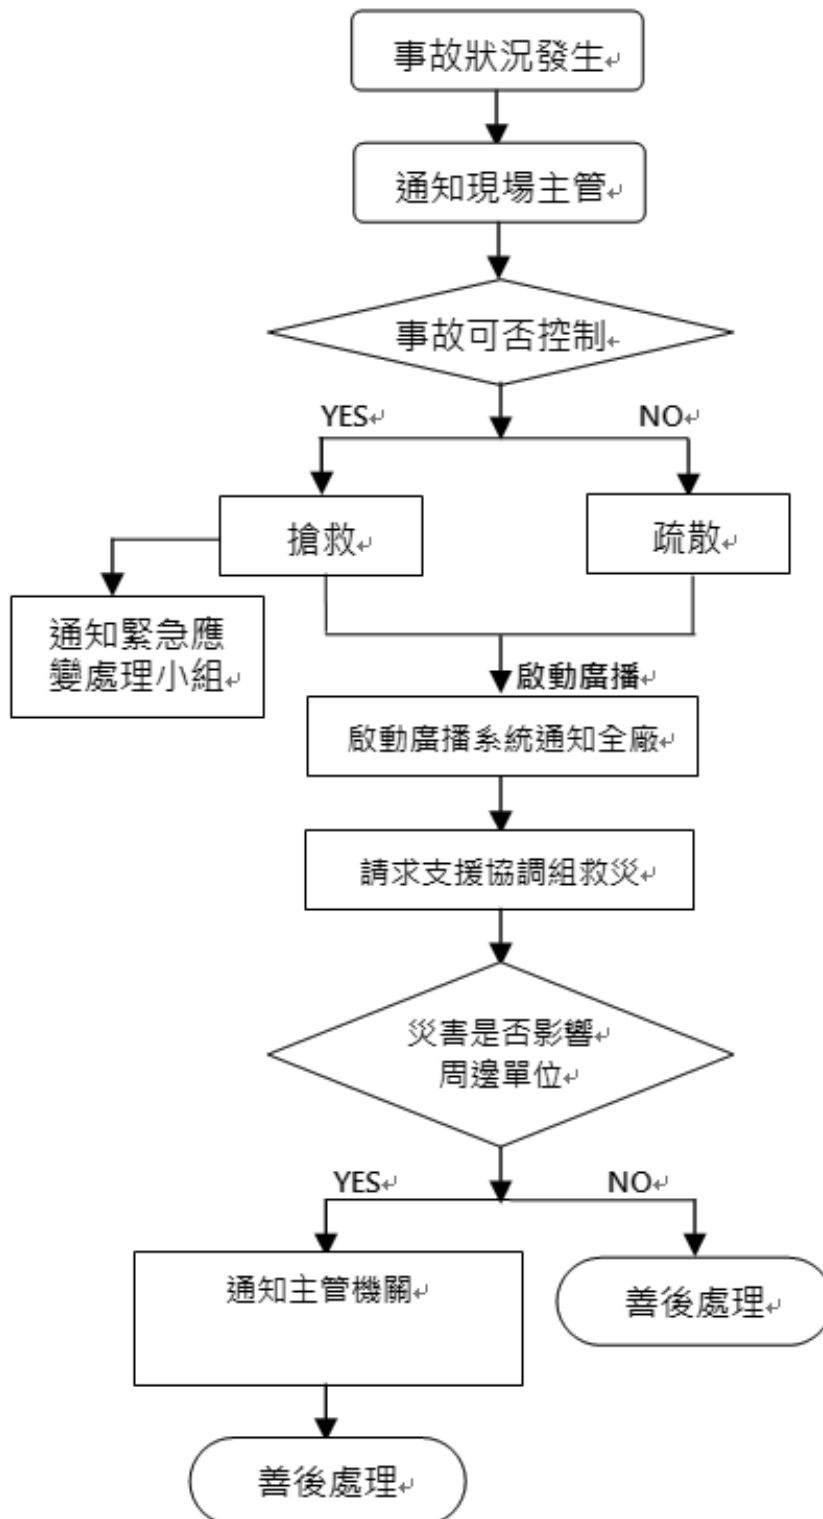 事故狀況發生
通知現場主管
事故可否控制
YES
NO
搶救
疏散
通知緊急應
變處理小組
啟動廣播
啟動廣播系統通知全廠
請求支援協調組救災
災害是否影響
周邊單位
YES
NO
通知主管機關
善後處理
善後處理